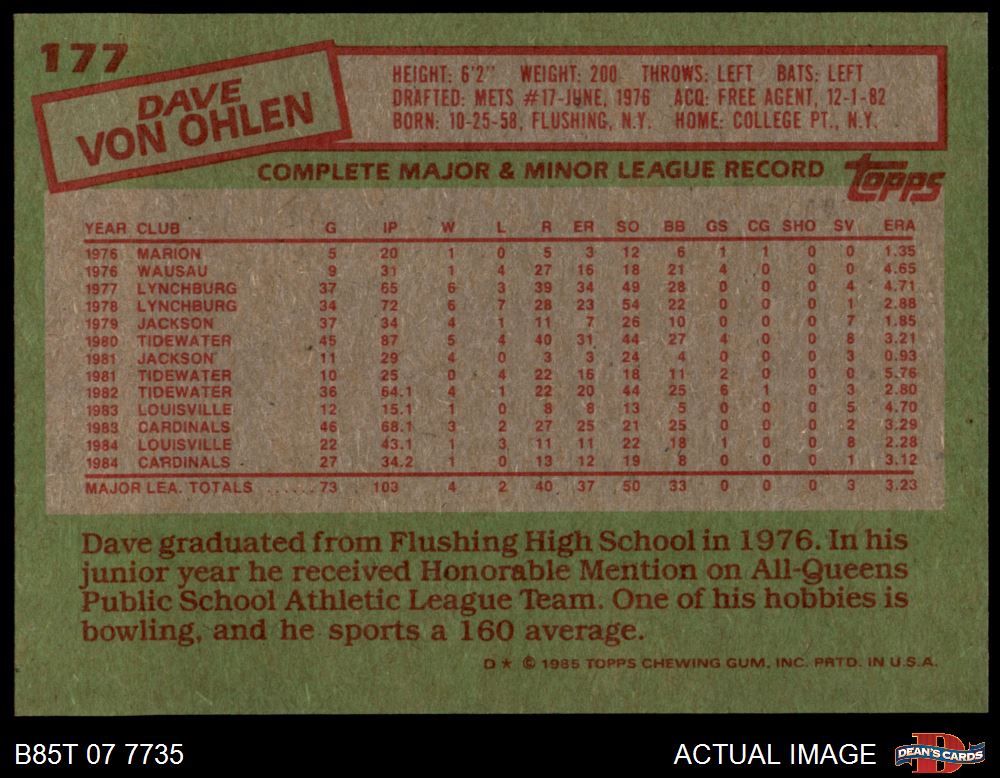 177
DAVE
VON OHLEN
HEIGHT: 6'2" WEIGHT: 200 THROWS: LEFT BATS: LEFT
DRAFTED: METS #17-JUNE, 1976 ACQ: FREE AGENT, 12-1-82
BORN: 10-25-58, FLUSHING, N.Y. HOME: COLLEGE PT., N.Y.
COMPLETE MAJOR & MINOR LEAGUE RECORD
Topps
YEAR CLUB G IP W L R ER SO BB GS CG SHO SV ERA
1976 MARION 5 20 1 0 5 3 12 6 1 1 0 0 1.35
1976 WAUSAU 9 31 1 4 27 16 18 21 4 0 0 0 4.65
1977 LYNCHBURG 37 65 6 3 39 34 49 28 0 0 0 4 4.71
1978 LYNCHBURG 34 72 6 7 28 23 54 22 0 0 0 1 2.88
1979 JACKSON 37 34 4 1 11 7 26 10 0 0 0 7 1.85
1980 TIDEWATER 45 87 5 4 40 31 44 27 4 0 0 8 3.21
1981 JACKSON 11 29 4 0 3 3 24 4 0 0 0 3 0.93
1981 TIDEWATER 10 25 0 4 22 16 18 11 2 0 0 0 5.76
1982 TIDEWATER 36 64.1 4 1 22 20 44 25 6 1 0 3 2.80
1983 LOUISVILLE 12 15.1 1 0 8 8 13 5 0 0 0 5 4.70
1983 CARDINALS 46 68.1 3 2 27 25 21 25 0 0 0 2 3.29
1984 LOUISVILLE 22 43.1 1 3 11 11 22 18 1 0 0 8 2.28
1984 CARDINALS 27 34.2 1 0 13 12 19 8 0 0 0 1 3.12
MAJOR LEA. TOTALS ...... 73 103 4 2 40 37 50 33 0 0 0 3 3.23
Dave graduated from Flushing High School in 1976. In his
junior year he received Honorable Mention on All-Queens
Public School Athletic League Team. One of his hobbies is
bowling, and he sports a 160 average.
D * © 1985 TOPPS CHEWING GUM, INC. PRTD. IN U.S.A.
B85T 07 7735
ACTUAL IMAGE
DEAN'S CARDS